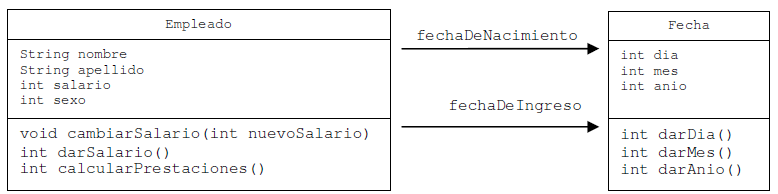 Empleado
String nombre
String apellido
int salario
int sexo
void cambiarSalario(int nuevoSalario)
int darSalario()
int calcularPrestaciones()
fechaDeNacimiento
fechaDeIngreso
Fecha
int dia
int mes
int anio
int darDia()
int darMes()
int darAnio()